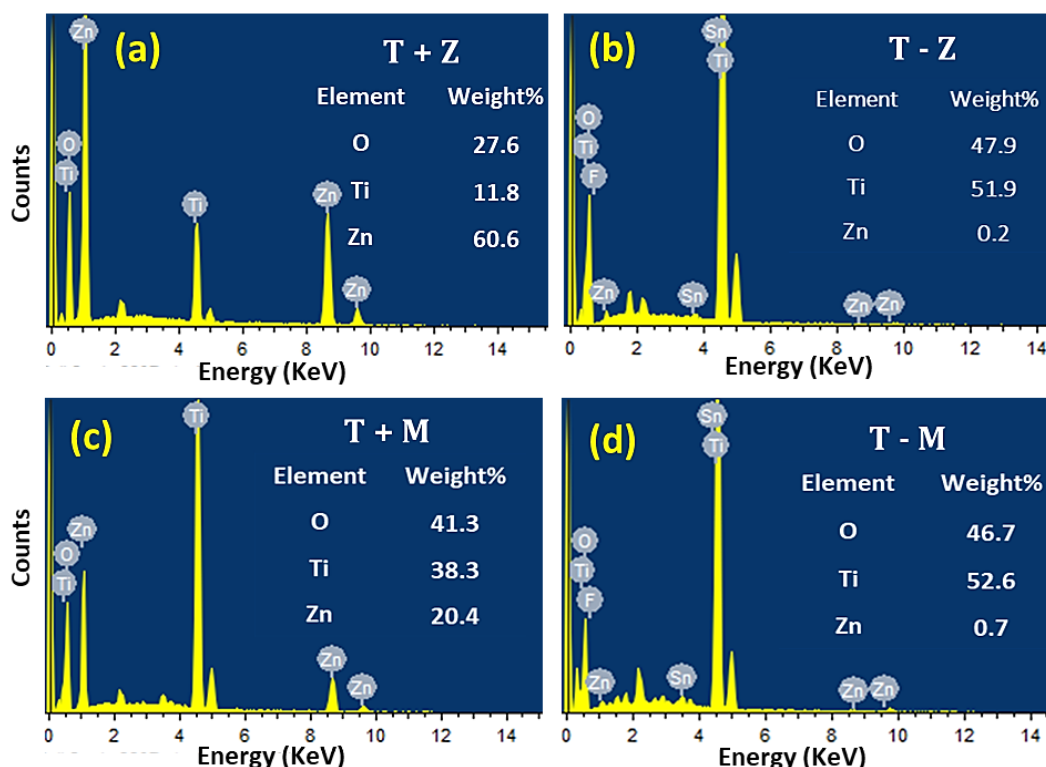 (a)
T + Z
Element Weight%
O 27.6
Ti 11.8
Zn 60.6
Zn
O
Ti
Ti
Zn
Zn
Counts
0 2 4 6 8 10 12 14
Energy (KeV)
(b)
T - Z
Element Weight%
O 47.9
Ti 51.9
Zn 0.2
Sn
Ti
O
Ti
F
Zn
Sn
Zn
Zn
0 2 4 6 8 10 12 14
Energy (KeV)
(c)
T + M
Element Weight%
O 41.3
Ti 38.3
Zn 20.4
Ti
Zn
O
Ti
Zn
Zn
Counts
0 2 4 6 8 10 12 14
Energy (KeV)
(d)
T - M
Element Weight%
O 46.7
Ti 52.6
Zn 0.7
Sn
Ti
O
Ti
F
Zn
Sn
Zn
Zn
0 2 4 6 8 10 12 14
Energy (KeV)